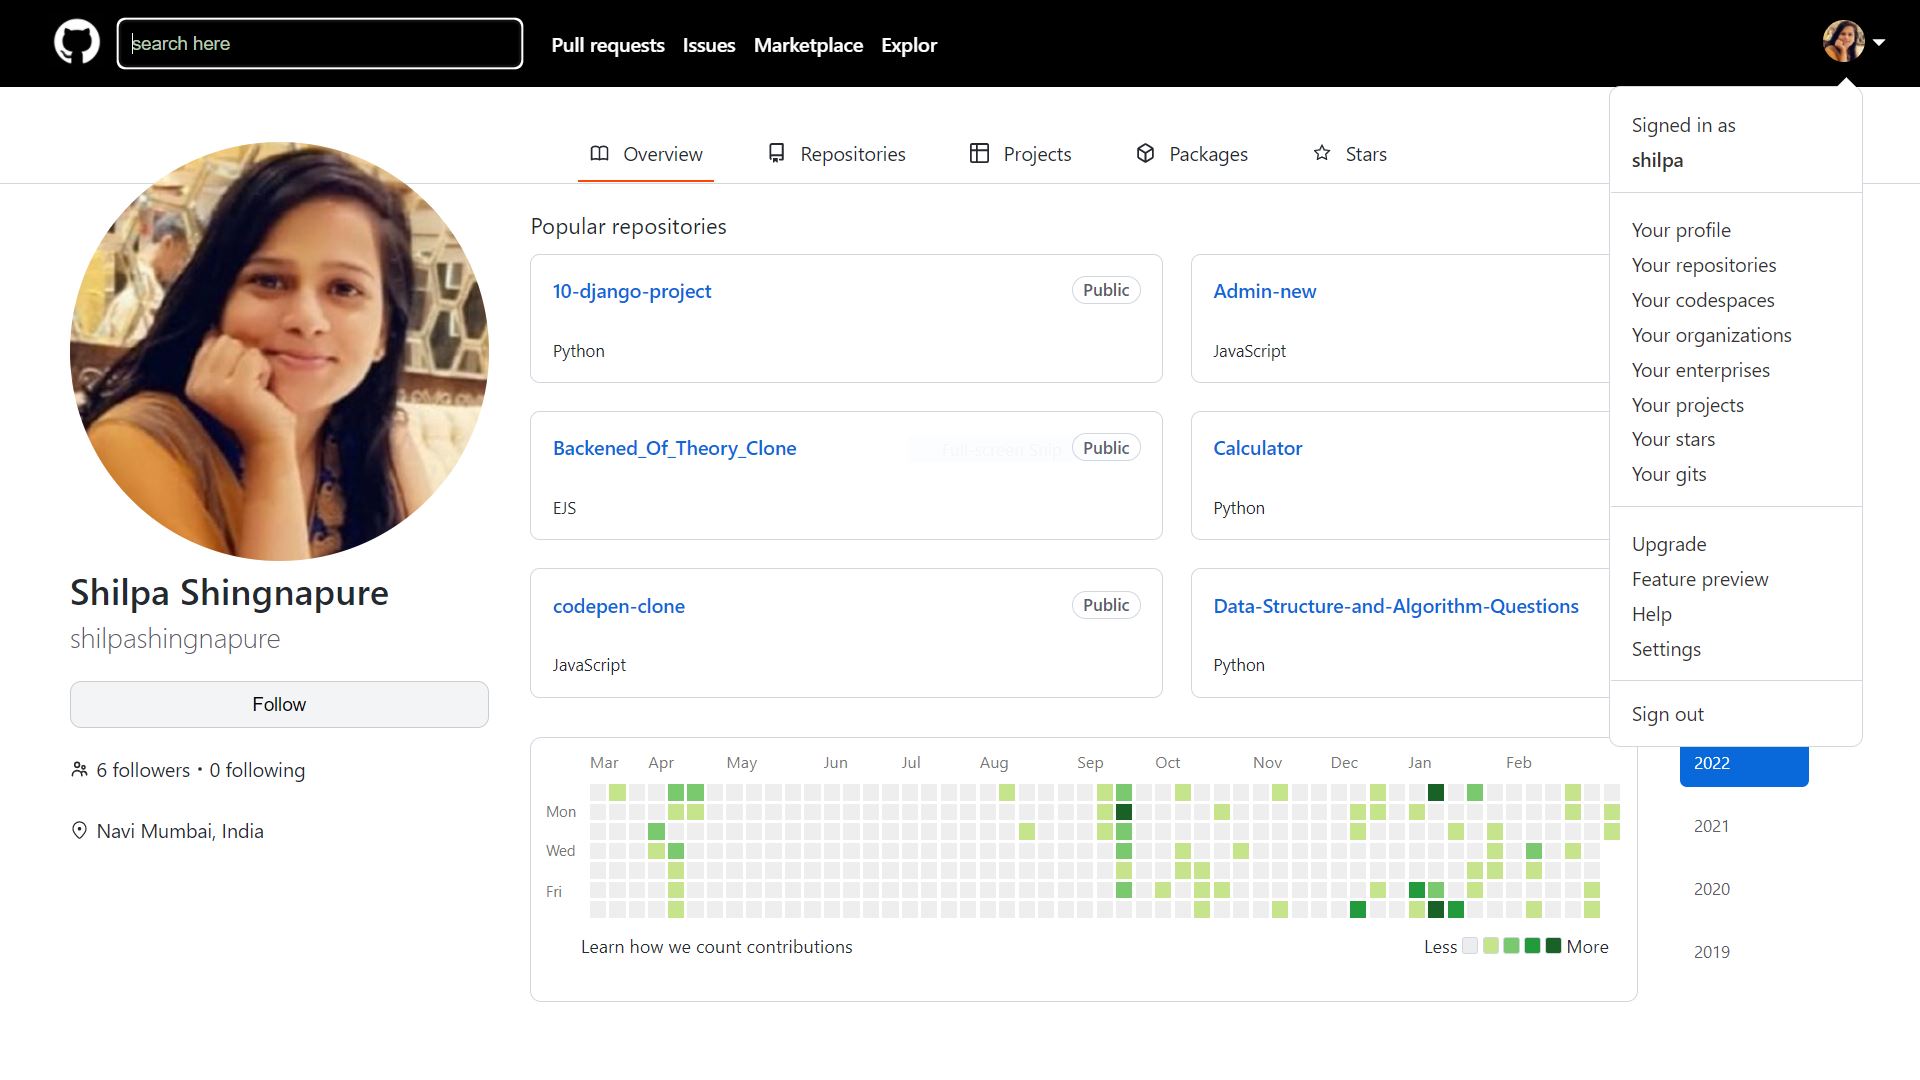 search here
Pull requests Issues Marketplace Explor
Signed in as
shilpa
Your profile
Your repositories
Your codespaces
Your organizations
Your enterprises
Your projects
Your stars
Your gits
Upgrade
Feature preview
Help
Settings
Sign out
Overview Repositories Projects Packages Stars
Popular repositories
10-django-project Public
Python
Admin-new
JavaScript
Backened_Of_Theory_Clone Full-screen Snip Public
EJS
Calculator
Python
codepen-clone Public
JavaScript
Data-Structure-and-Algorithm-Questions
Python
Shilpa Shingnapure
shilpashingnapure
Follow
6 followers · 0 following
Navi Mumbai, India
Mar Apr May Jun Jul Aug Sep Oct Nov Dec Jan Feb
Mon
Wed
Fri
Learn how we count contributions
Less More
2022
2021
2020
2019